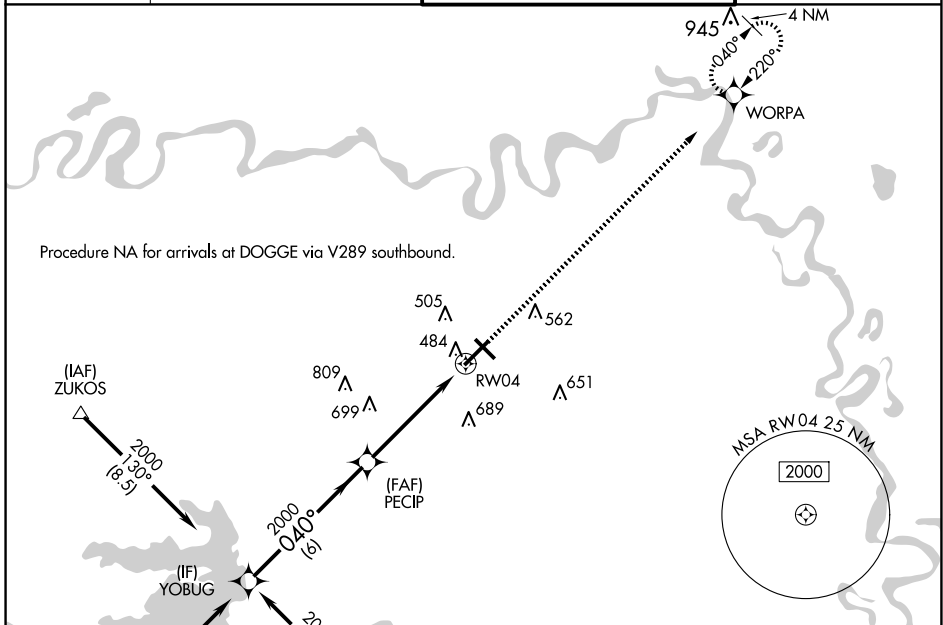 945
4 NM
040°
220°
WORPA
Procedure NA for arrivals at DOGGE via V289 southbound.
505
562
484
RW04
(IAF)
ZUKOS
809
699
651
689
MSA RW04 25 NM
2000
2000
130°
(8.5)
(FAF)
PECIP
2000
040°
(6)
(IF)
YOBUG